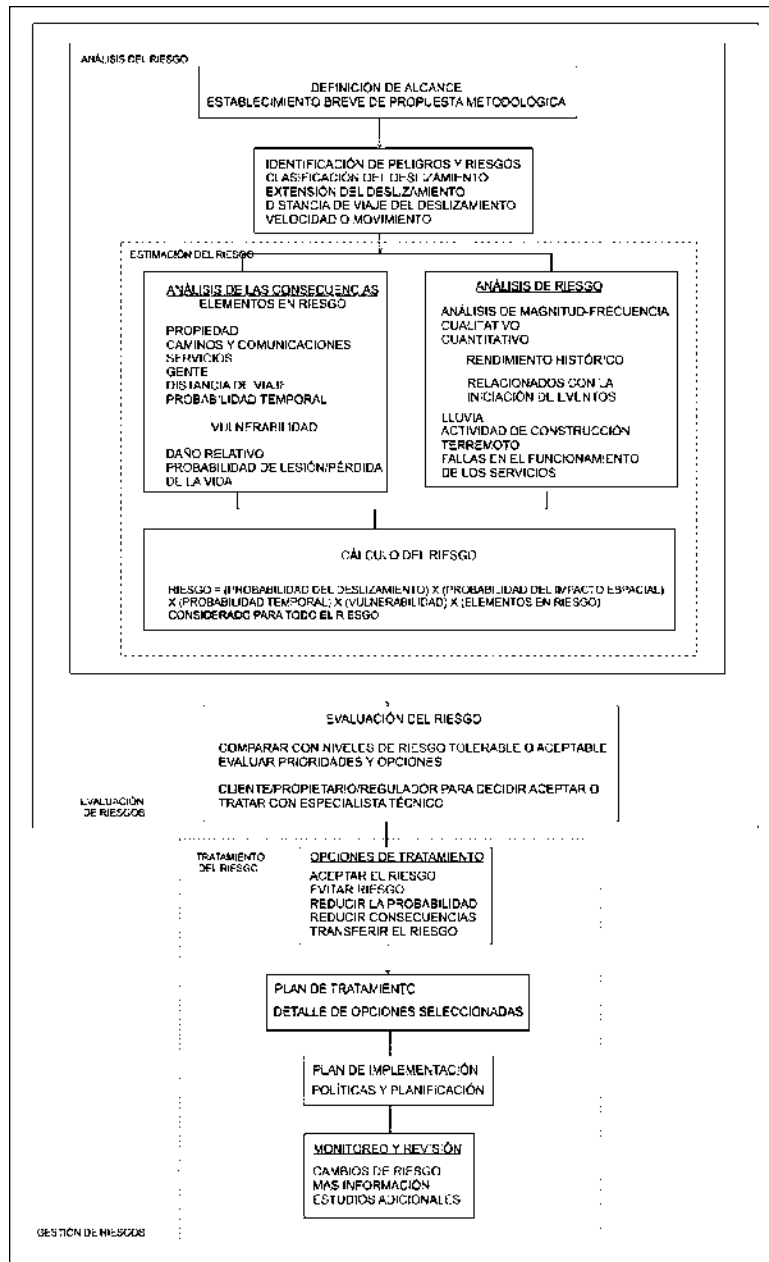 ANÁLISIS DEL RIESGO
DEFINICIÓN DE ALCANCE
ESTABLECIMIENTO BREVE DE PROPUESTA METODOLÓGICA
IDENTIFICACIÓN DE PELIGROS Y RIESGOS
CLASIFICACIÓN DEL DESLIZAMIENTO
EXTENSIÓN DEL DESLIZAMIENTO
DISTANCIA DE VIAJE DEL DESLIZAMIENTO
VELOCIDAD O MOVIMIENTO
ESTIMACIÓN DEL RIESGO
ANÁLISIS DE LAS CONSECUENCIAS
ELEMENTOS EN RIESGO
PROPIEDAD
CAMINOS Y COMUNICACIONES
SERVICIOS
GENTE
DISTANCIA DE VIAJE
PROBABILIDAD TEMPORAL
VULNERABILIDAD
DAÑO RELATIVO
PROBABILIDAD DE LESIÓN/PÉRDIDA
DE LA VIDA
ANÁLISIS DE RIESGO
ANÁLISIS DE MAGNITUD-FRECUENCIA
CUALITATIVO
CUANTITATIVO
RENDIMIENTO HISTÓRICO
RELACIONADOS CON LA
INICIACIÓN DE EVENTOS
LLUVIA
ACTIVIDAD DE CONSTRUCCIÓN
TERREMOTO
FALLAS EN EL FUNCIONAMIENTO
DE LOS SERVICIOS
CÁLCULO DEL RIESGO
RIESGO = (PROBABILIDAD DEL DESLIZAMIENTO) X (PROBABILIDAD DEL IMPACTO ESPACIAL)
X (PROBABILIDAD TEMPORAL) X (VULNERABILIDAD) X (ELEMENTOS EN RIESGO)
CONSIDERADO PARA TODO EL RIESGO
EVALUACIÓN DEL RIESGO
COMPARAR CON NIVELES DE RIESGO TOLERABLE O ACEPTABLE
EVALUAR PRIORIDADES Y OPCIONES
CLIENTE/PROPIETARIO/REGULADOR PARA DECIDIR ACEPTAR O
TRATAR CON ESPECIALISTA TÉCNICO
EVALUACIÓN
DE RIESGOS
TRATAMIENTO
DEL RIESGO
OPCIONES DE TRATAMIENTO
ACEPTAR EL RIESGO
EVITAR RIESGO
REDUCIR LA PROBABILIDAD
REDUCIR CONSECUENCIAS
TRANSFERIR EL RIESGO
PLAN DE TRATAMIENTO
DETALLE DE OPCIONES SELECCIONADAS
PLAN DE IMPLEMENTACIÓN
POLÍTICAS Y PLANIFICACIÓN
MONITOREO Y REVISIÓN
CAMBIOS DE RIESGO
MAS INFORMACIÓN
ESTUDIOS ADICIONALES
GESTIÓN DE RIESGOS